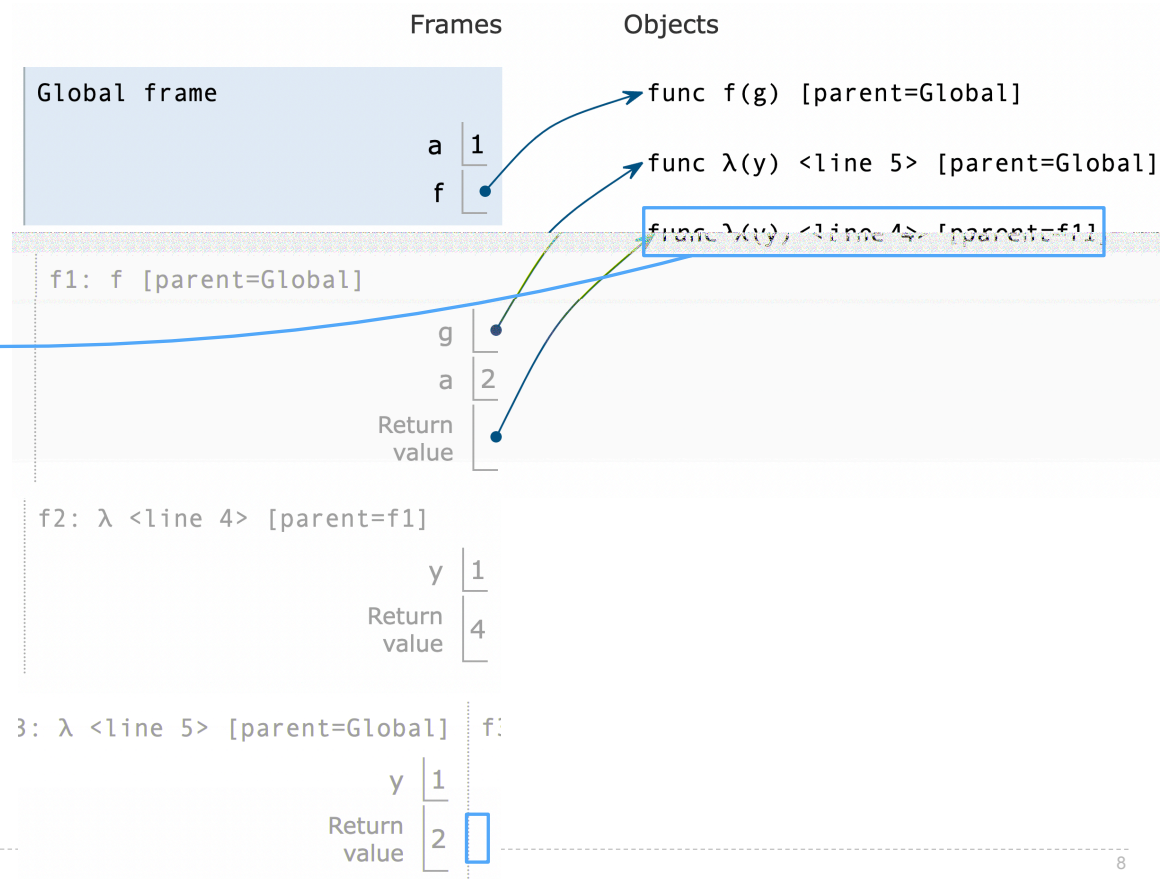 Frames Objects
Global frame
a 1
f
func f(g) [parent=Global]
func λ(y) <line 5> [parent=Global]
func λ(y) <line 4> [parent=f1]
f1: f [parent=Global]
g
a 2
Return
value
f2: λ <line 4> [parent=f1]
y 1
Return
value 4
3: λ <line 5> [parent=Global] f3
y 1
Return
value 2
8